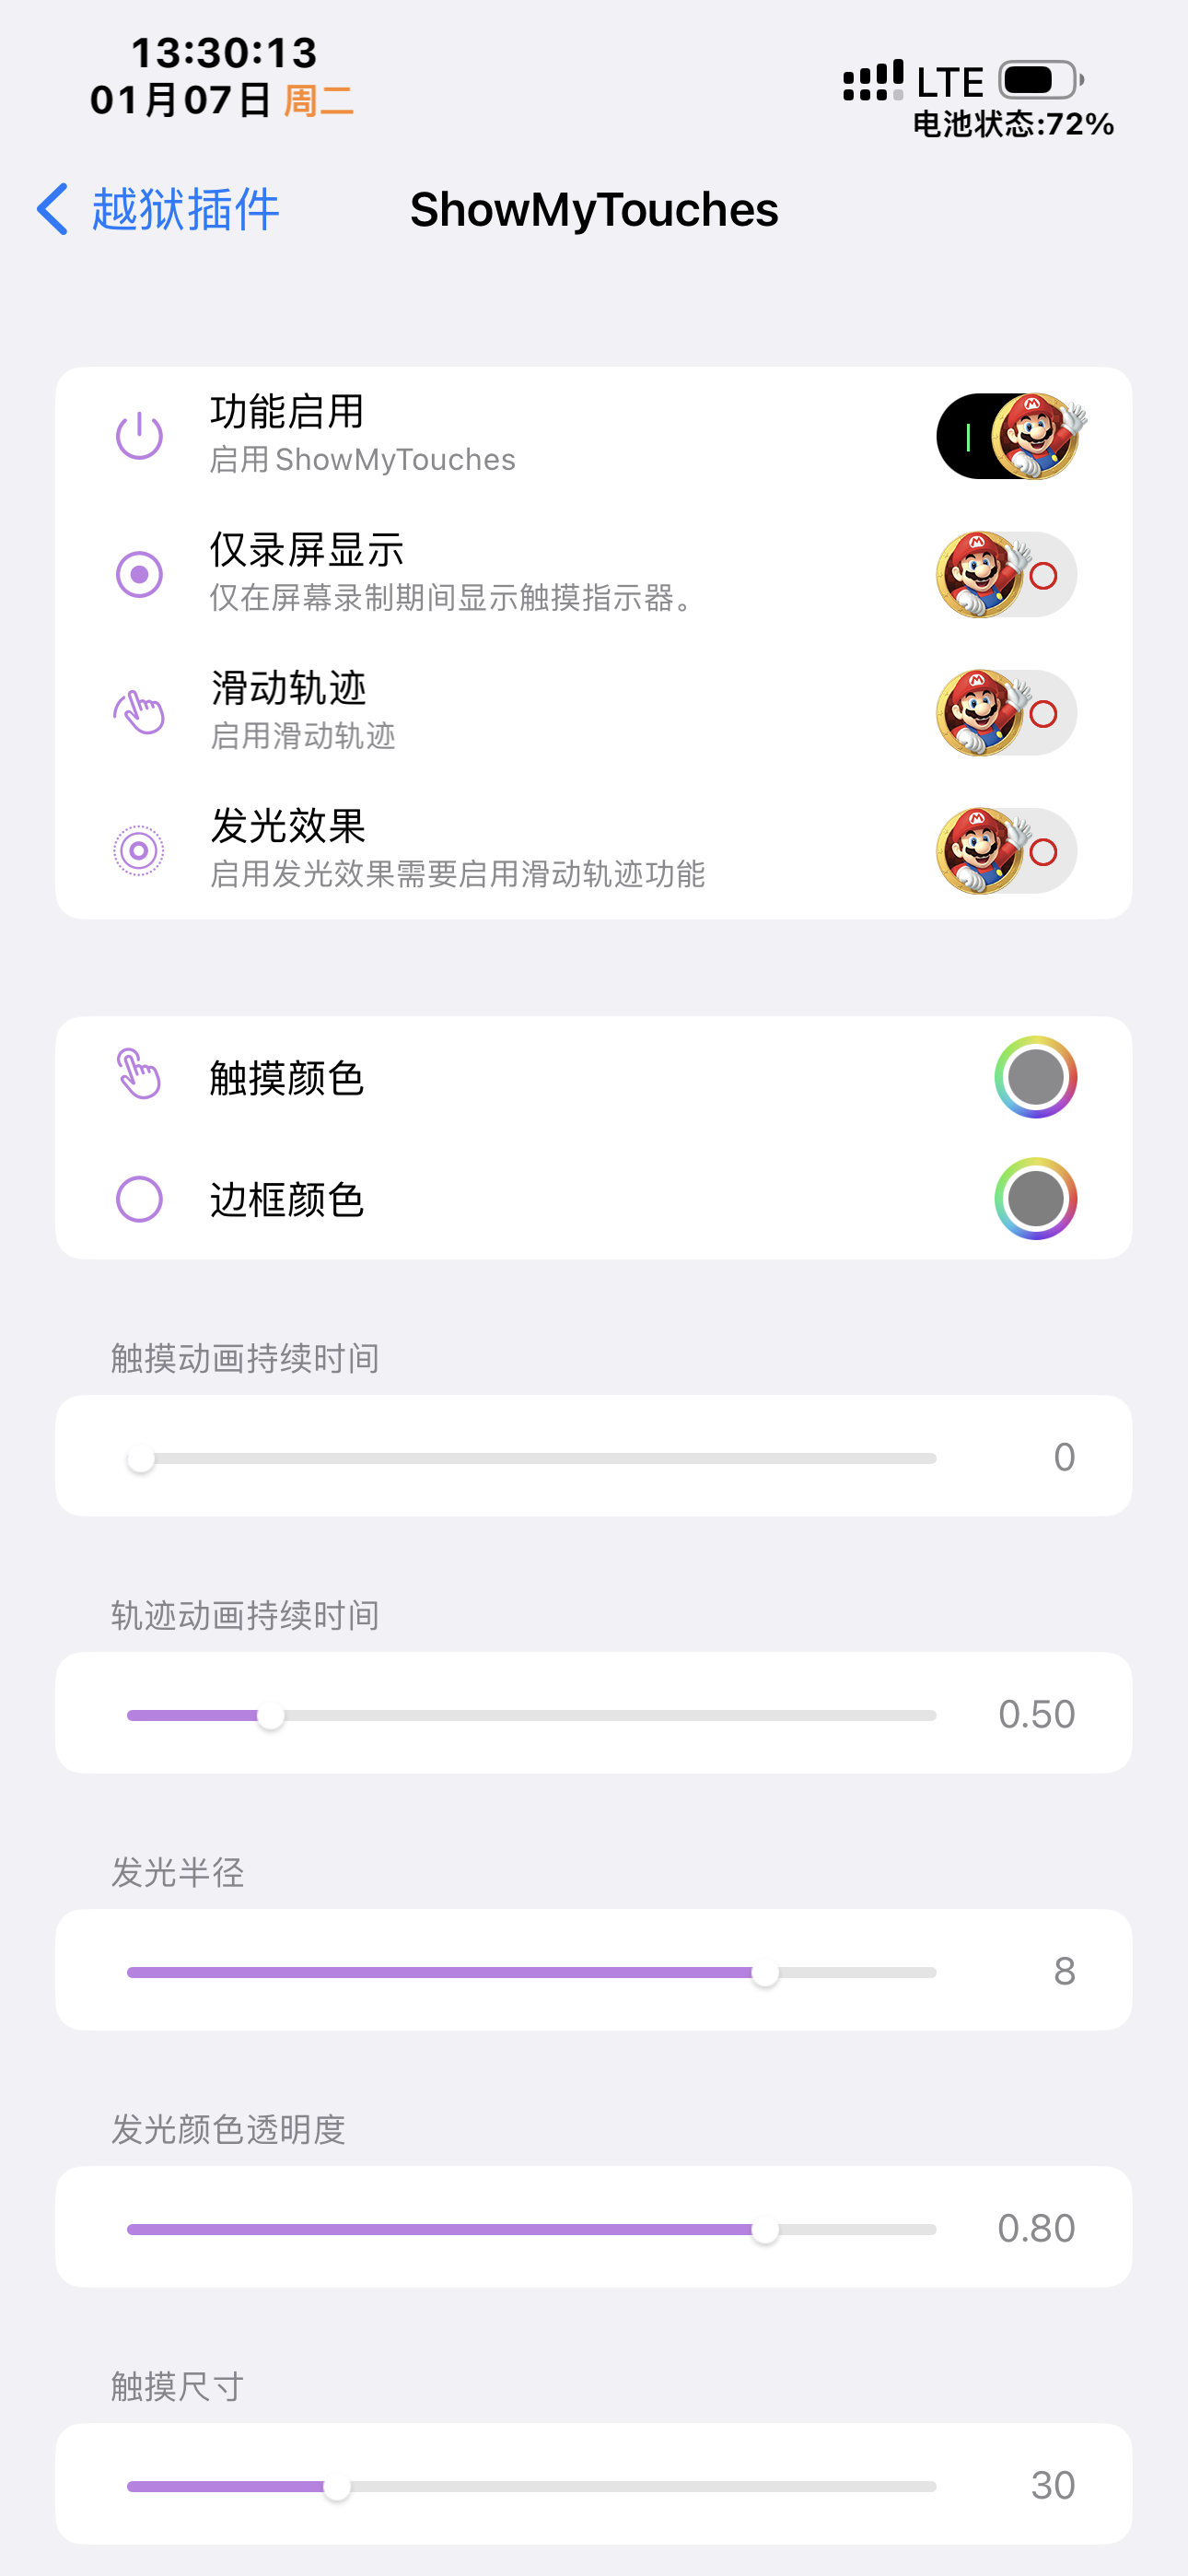 13:30:13
01月07日 周二
LTE
电池状态:72%
越狱插件
ShowMyTouches
功能启用
启用 ShowMyTouches
仅录屏显示
仅在屏幕录制期间显示触摸指示器。
滑动轨迹
启用滑动轨迹
发光效果
启用发光效果需要启用滑动轨迹功能
触摸颜色
边框颜色
触摸动画持续时间
0
轨迹动画持续时间
0.50
发光半径
8
发光颜色透明度
0.80
触摸尺寸
30